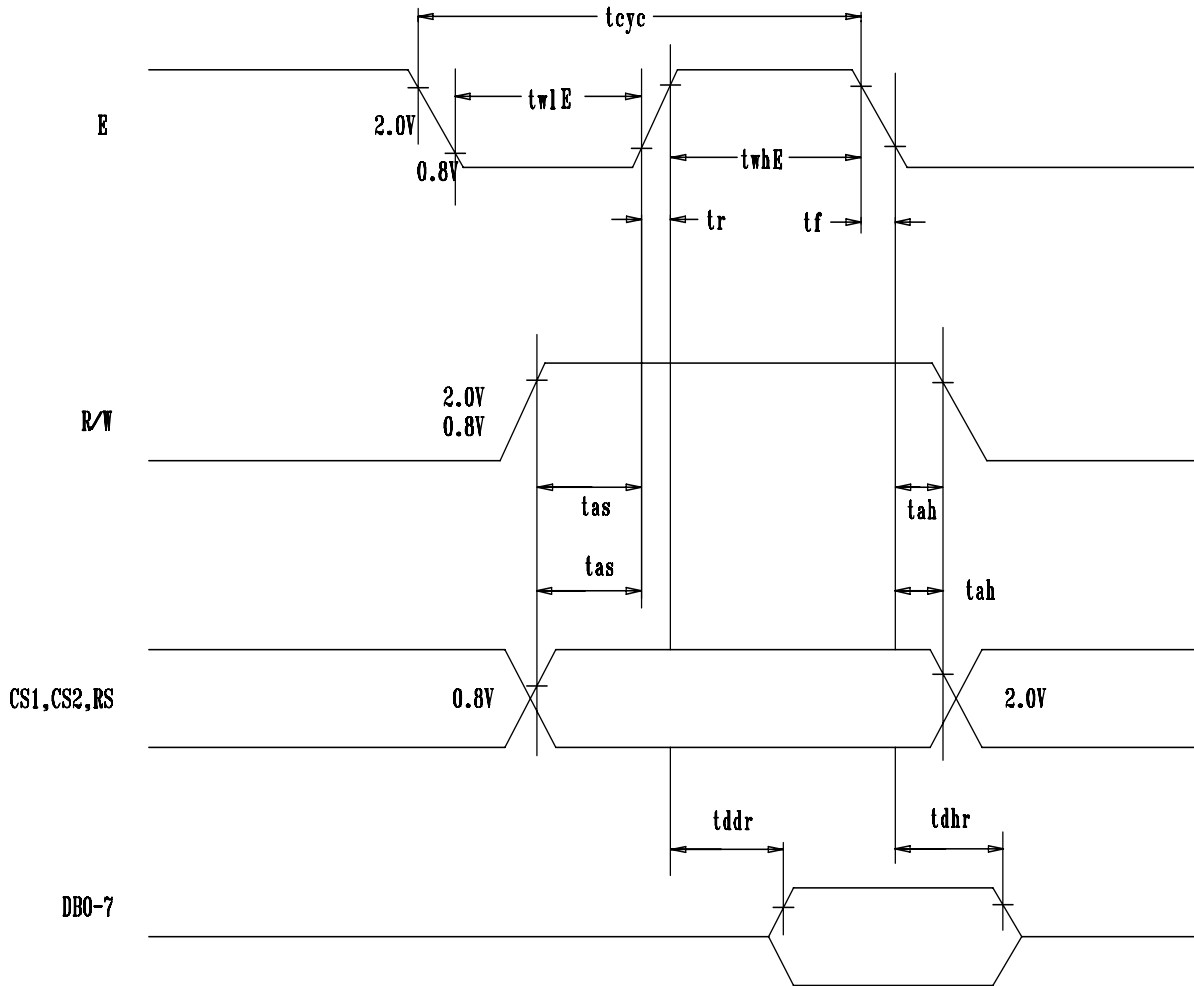 tcyc
twlE
E
2.0V
twhE
0.8V
tr
tf
2.0V
R/W
0.8V
tas
tah
tas
tah
CS1,CS2,RS
0.8V
2.0V
tddr
tdhr
DB0-7